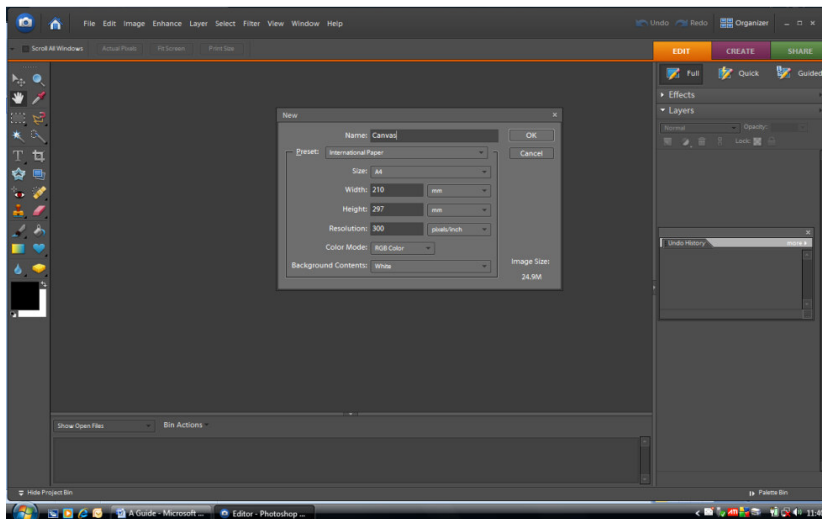 File Edit Image Enhance Layer Select Filter View Window Help
Undo Redo Organizer
Scroll All Windows Actual Pixels Fit Screen Print Size
EDIT CREATE SHARE
Full Quick Guided
Effects
Layers
Normal Opacity:
Lock:
New
Name: Canvas
OK
Preset: International Paper
Cancel
Size: A4
Width: 210 mm
Height: 297 mm
Resolution: 300 pixels/inch
Color Mode: RGB Color
Background Contents: White
Image Size:
24.9M
Undo History more
Show Open Files Bin Actions
Hide Project Bin
Palette Bin
A Guide - Microsoft ... Editor - Photoshop ...